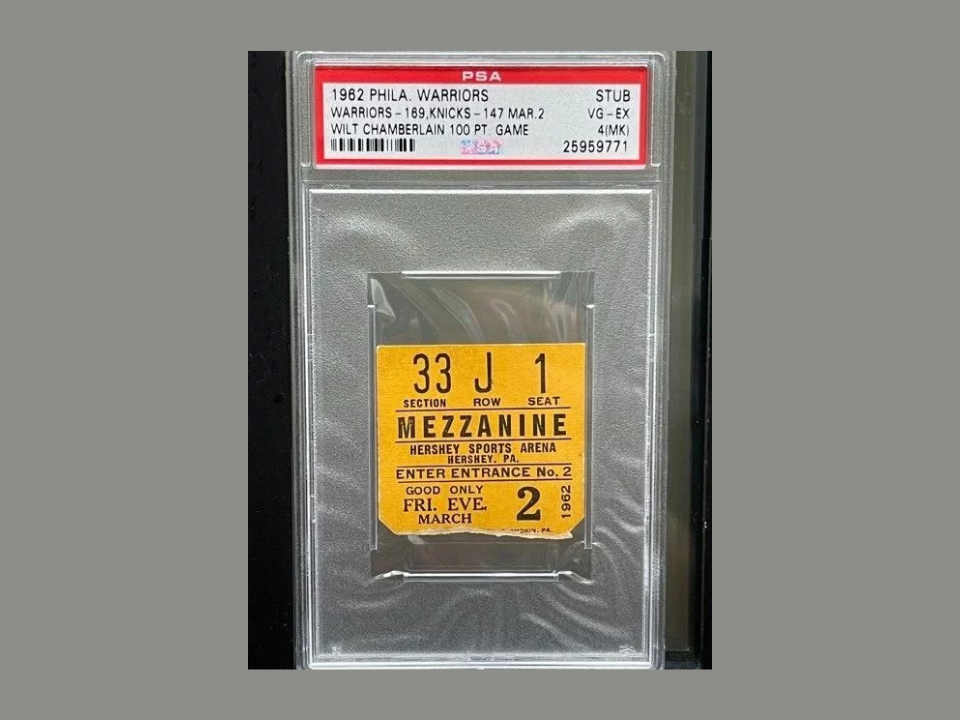 PSA
1962 PHILA. WARRIORS STUB
WARRIORS-169,KNICKS-147 MAR.2 VG-EX
WILT CHAMBERLAIN 100 PT. GAME 4(MK)
PSA 25959771
33 J 1
SECTION ROW SEAT
MEZZANINE
HERSHEY SPORTS ARENA
HERSHEY, PA.
ENTER ENTRANCE No. 2
GOOD ONLY
FRI. EVE.
MARCH 2 1962
PA.